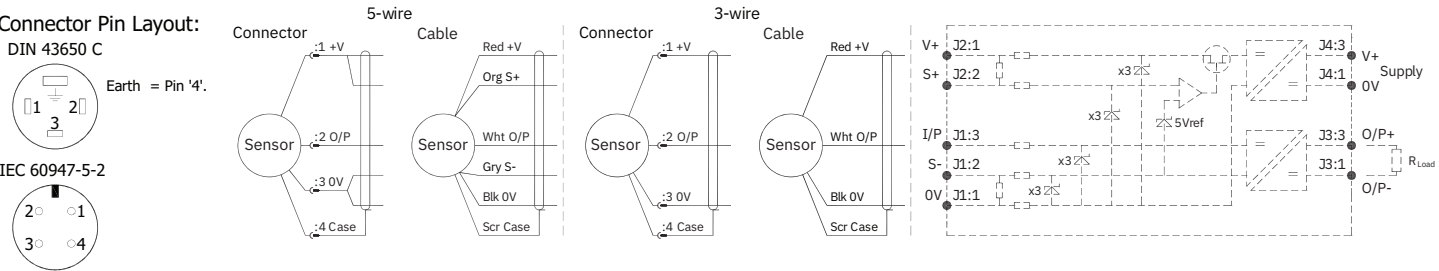 Connector Pin Layout:
DIN 43650 C
1
2
3
Earth = Pin '4'.
IEC 60947-5-2
2
1
3
4
5-wire
Connector
Sensor
:1 +V
:2 O/P
:3 0V
:4 Case
Cable
Sensor
Red +V
Org S+
Wht O/P
Gry S-
Blk 0V
Scr Case
3-wire
Connector
Sensor
:1 +V
:2 O/P
:3 0V
:4 Case
Cable
Sensor
Red +V
Wht O/P
Blk 0V
Scr Case
V+ J2:1
S+ J2:2
I/P J1:3
S- J1:2
0V J1:1
x3
x3
5Vref
x3
x3
=
=
=
=
J4:3 V+
Supply
J4:1 0V
J3:3 O/P+
RLoad
J3:1 O/P-